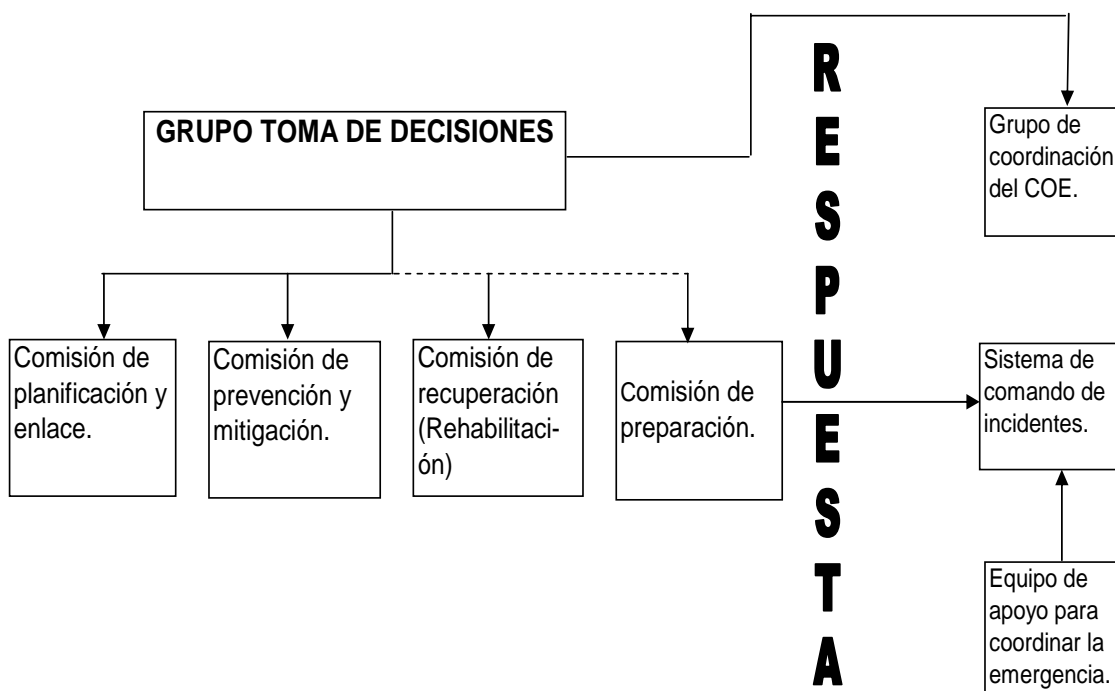 GRUPO TOMA DE DECISIONES
Comisión de
planificación y
enlace.
Comisión de
prevención y
mitigación.
Comisión de
recuperación
(Rehabilitaci-
ón)
Comisión de
preparación.
R
E
S
P
U
E
S
T
A
Grupo de
coordinación
del COE.
Sistema de
comando de
incidentes.
Equipo de
apoyo para
coordinar la
emergencia.